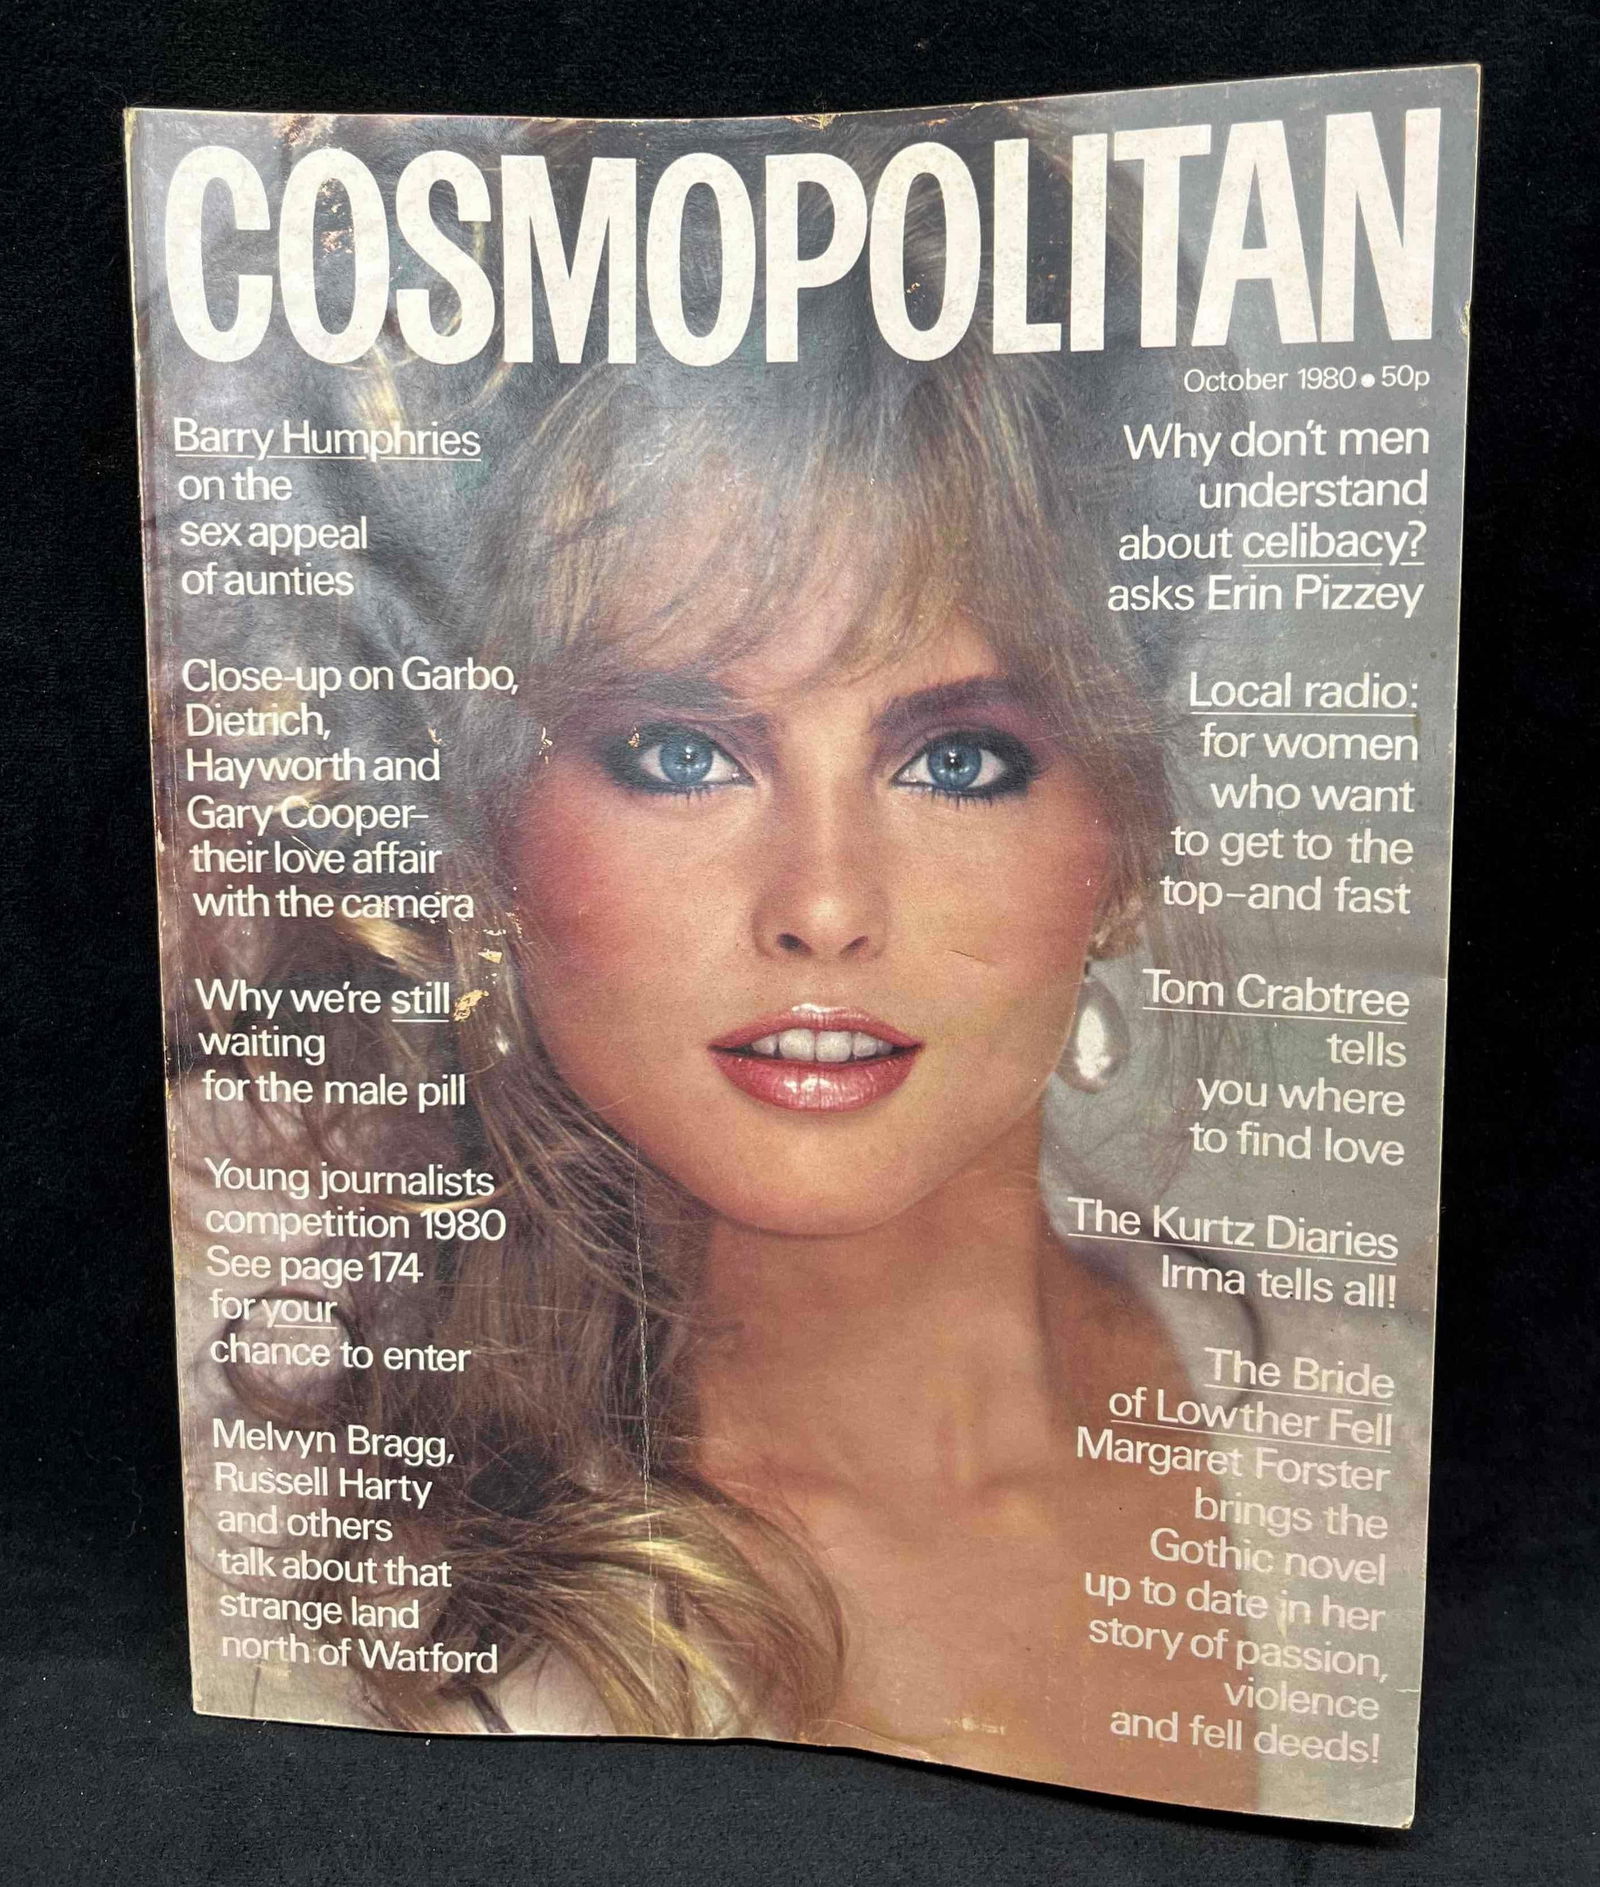 COSMOPOLITAN
October 1980 • 50p
Barry Humphries
on the
sex appeal
of aunties
Close-up on Garbo,
Dietrich,
Hayworth and
Gary Cooper–
their love affair
with the camera
Why we're still
waiting
for the male pill
Young journalists
competition 1980
See page 174
for your
chance to enter
Melvyn Bragg,
Russell Harty
and others
talk about that
strange land
north of Watford
Why don't men
understand
about celibacy?
asks Erin Pizzey
Local radio:
for women
who want
to get to the
top–and fast
Tom Crabtree
tells
you where
to find love
The Kurtz Diaries
Irma tells all!
The Bride
of Lowther Fell
Margaret Forster
brings the
Gothic novel
up to date in her
story of passion,
violence
and fell deeds!